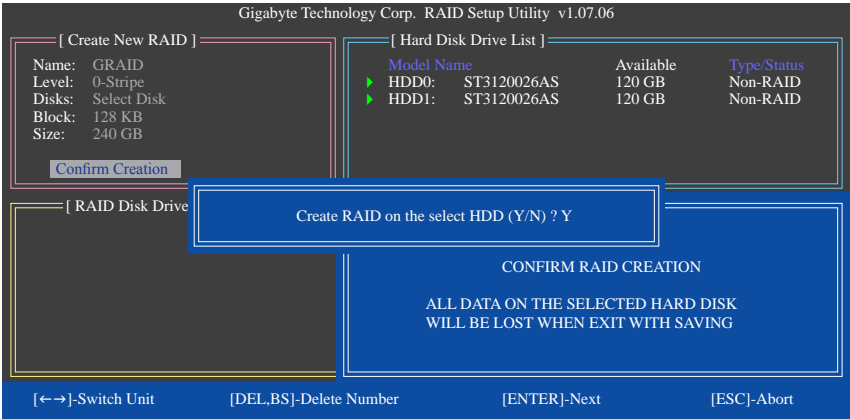 Gigabyte Technology Corp. RAID Setup Utility v1.07.06
[ Create New RAID ]
Name: GRAID
Level: 0-Stripe
Disks: Select Disk
Block: 128 KB
Size: 240 GB
Confirm Creation
[ Hard Disk Drive List ]
Model Name Available Type/Status
HDD0: ST3120026AS 120 GB Non-RAID
HDD1: ST3120026AS 120 GB Non-RAID
[ RAID Disk Drive
Create RAID on the select HDD (Y/N) ? Y
CONFIRM RAID CREATION
ALL DATA ON THE SELECTED HARD DISK
WILL BE LOST WHEN EXIT WITH SAVING
[←→]-Switch Unit [DEL,BS]-Delete Number [ENTER]-Next [ESC]-Abort